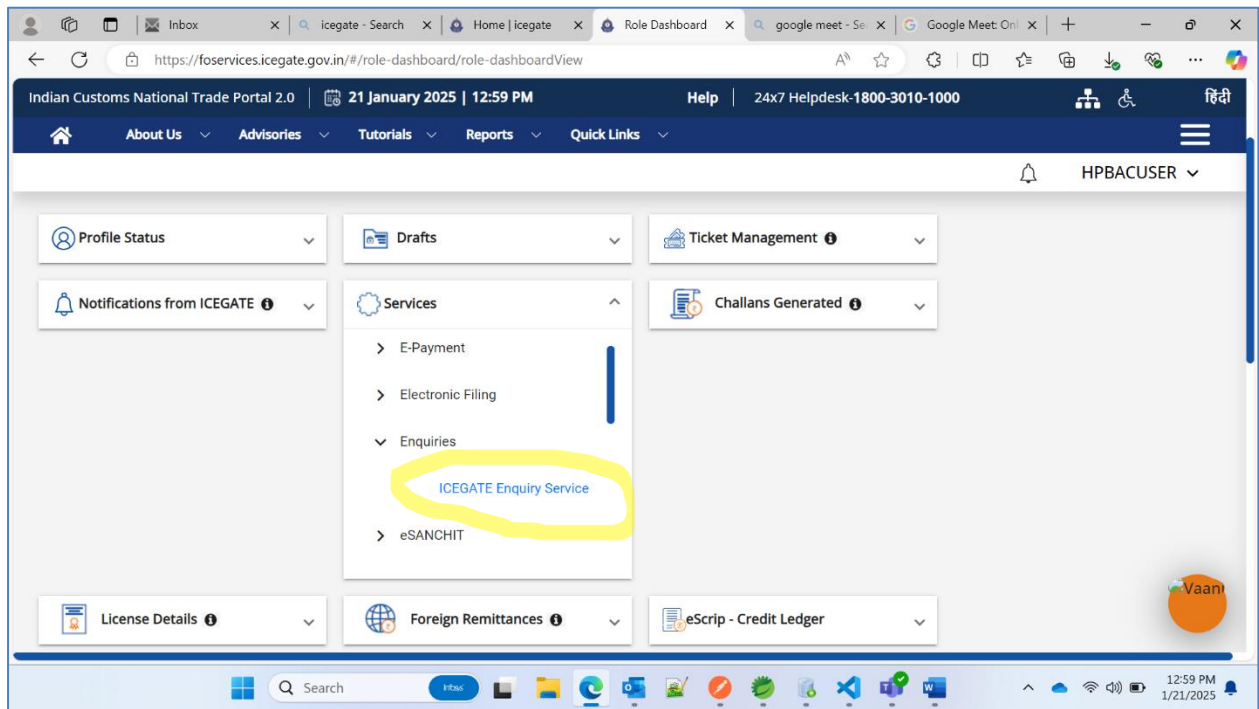 Inbox
icegate - Search
Home | icegate
Role Dashboard
google meet - Se
Google Meet: Onl
https://foservices.icegate.gov.in/#/role-dashboard/role-dashboardView
Indian Customs National Trade Portal 2.0 | 21 January 2025 | 12:59 PM Help | 24x7 Helpdesk-1800-3010-1000 हिंदी
About Us Advisories Tutorials Reports Quick Links
HPBACUSER
Profile Status Drafts Ticket Management
Notifications from ICEGATE Services Challans Generated
E-Payment
Electronic Filing
Enquiries
ICEGATE Enquiry Service
eSANCHIT
Vaani
License Details Foreign Remittances eScrip - Credit Ledger
Search
12:59 PM
1/21/2025